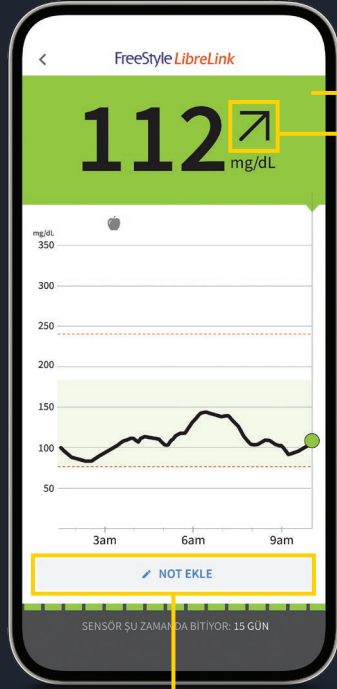 FreeStyle LibreLink
112
mg/dL
mg/dL
350
300
250
200
150
100
50
3am 6am 9am
NOT EKLE
SENSÖR ŞU ZAMANDA BİTİYOR: 15 GÜN